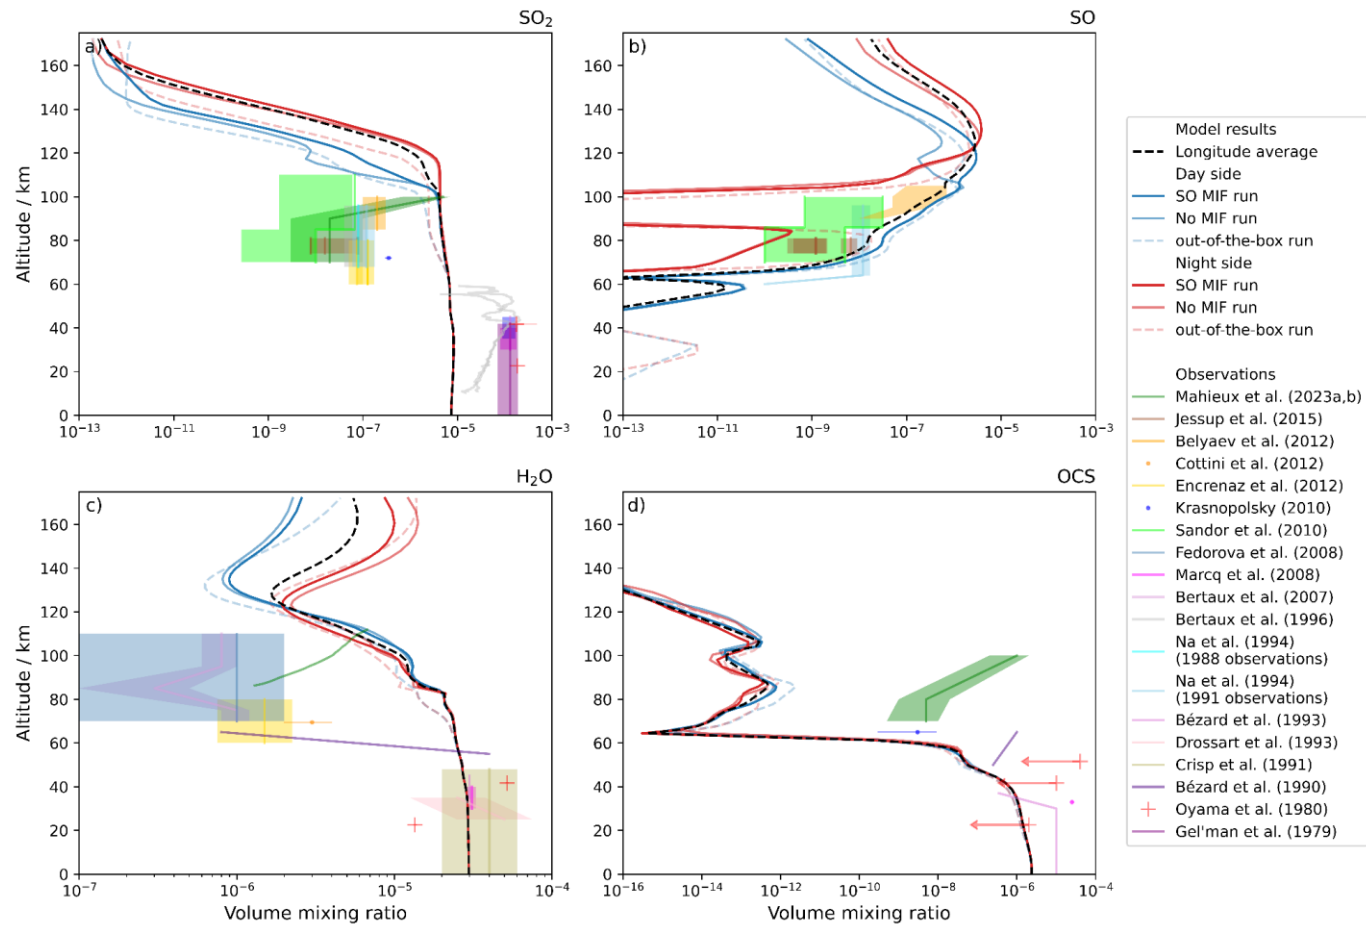 SO₂
SO
a)
b)
160
140
120
100
80
60
40
20
0
160
140
120
100
80
60
40
20
0
Altitude / km
10⁻¹³
10⁻¹¹
10⁻⁹
10⁻⁷
10⁻⁵
10⁻³
10⁻¹³
10⁻¹¹
10⁻⁹
10⁻⁷
10⁻⁵
10⁻³
H₂O
OCS
c)
d)
160
140
120
100
80
60
40
20
0
160
140
120
100
80
60
40
20
0
Altitude / km
10⁻⁷
10⁻⁶
10⁻⁵
10⁻⁴
10⁻¹⁶
10⁻¹⁴
10⁻¹²
10⁻¹⁰
10⁻⁸
10⁻⁶
10⁻⁴
Volume mixing ratio
Volume mixing ratio
Model results
Longitude average
Day side
SO MIF run
No MIF run
out-of-the-box run
Night side
SO MIF run
No MIF run
out-of-the-box run
Observations
Mahieux et al. (2023a,b)
Jessup et al. (2015)
Belyaev et al. (2012)
Cottini et al. (2012)
Encrenaz et al. (2012)
Krasnopolsky (2010)
Sandor et al. (2010)
Fedorova et al. (2008)
Marcq et al. (2008)
Bertaux et al. (2007)
Bertaux et al. (1996)
Na et al. (1994)
(1988 observations)
Na et al. (1994)
(1991 observations)
Bézard et al. (1993)
Drossart et al. (1993)
Crisp et al. (1991)
Bézard et al. (1990)
Oyama et al. (1980)
Gel'man et al. (1979)